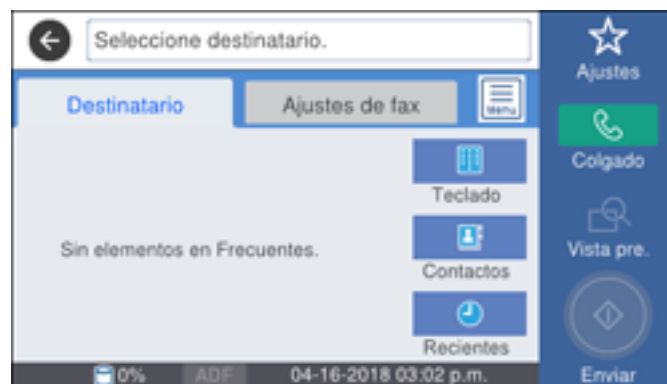 Seleccione destinatario.
Ajustes
Destinatario
Ajustes de fax
Menu
Colgado
Teclado
Sin elementos en Frecuentes.
Vista pre.
Contactos
Recientes
0% ADF 04-16-2018 03:02 p.m.
Enviar